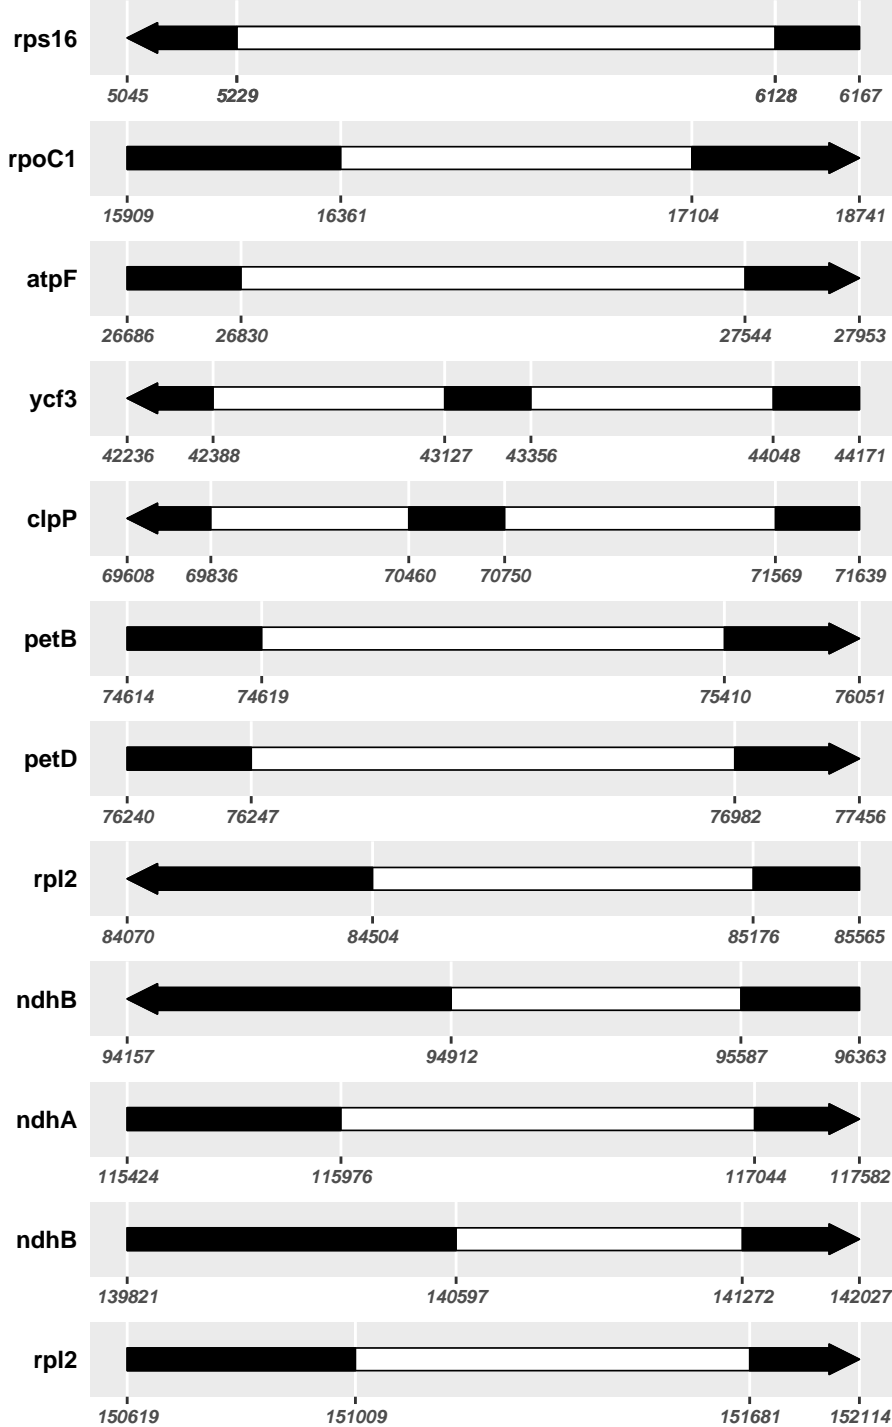 rps16
5045 5229 6128 6167
rpoC1
15909 16361 17104 18741
atpF
26686 26830 27544 27953
ycf3
42236 42388 43127 43356 44048 44171
clpP
69608 69836 70460 70750 71569 71639
petB
74614 74619 75410 76051
petD
76240 76247 76982 77456
rpl2
84070 84504 85176 85565
ndhB
94157 94912 95587 96363
ndhA
115424 115976 117044 117582
ndhB
139821 140597 141272 142027
rpl2
150619 151009 151681 152114